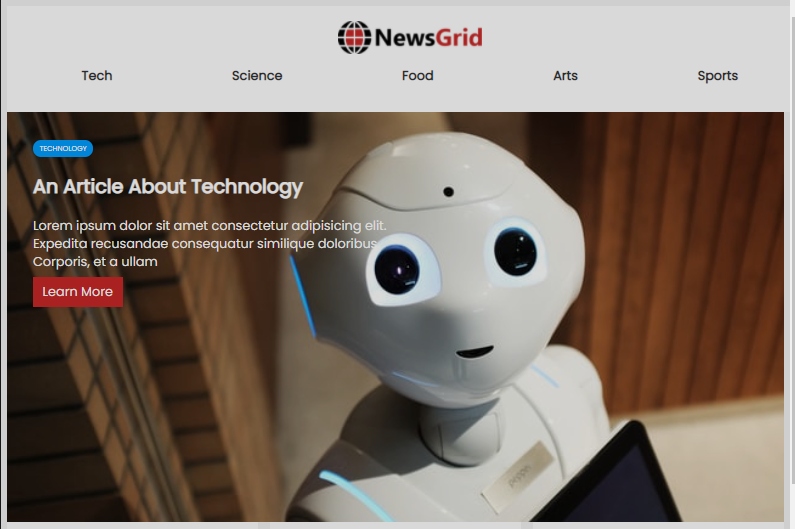 NewsGrid
Tech Science Food Arts Sports
TECHNOLOGY
An Article About Technology
Lorem ipsum dolor sit amet consectetur adipisicing elit.
Expedita recusandae consequatur similique doloribus
Corporis, et a ullam
Learn More